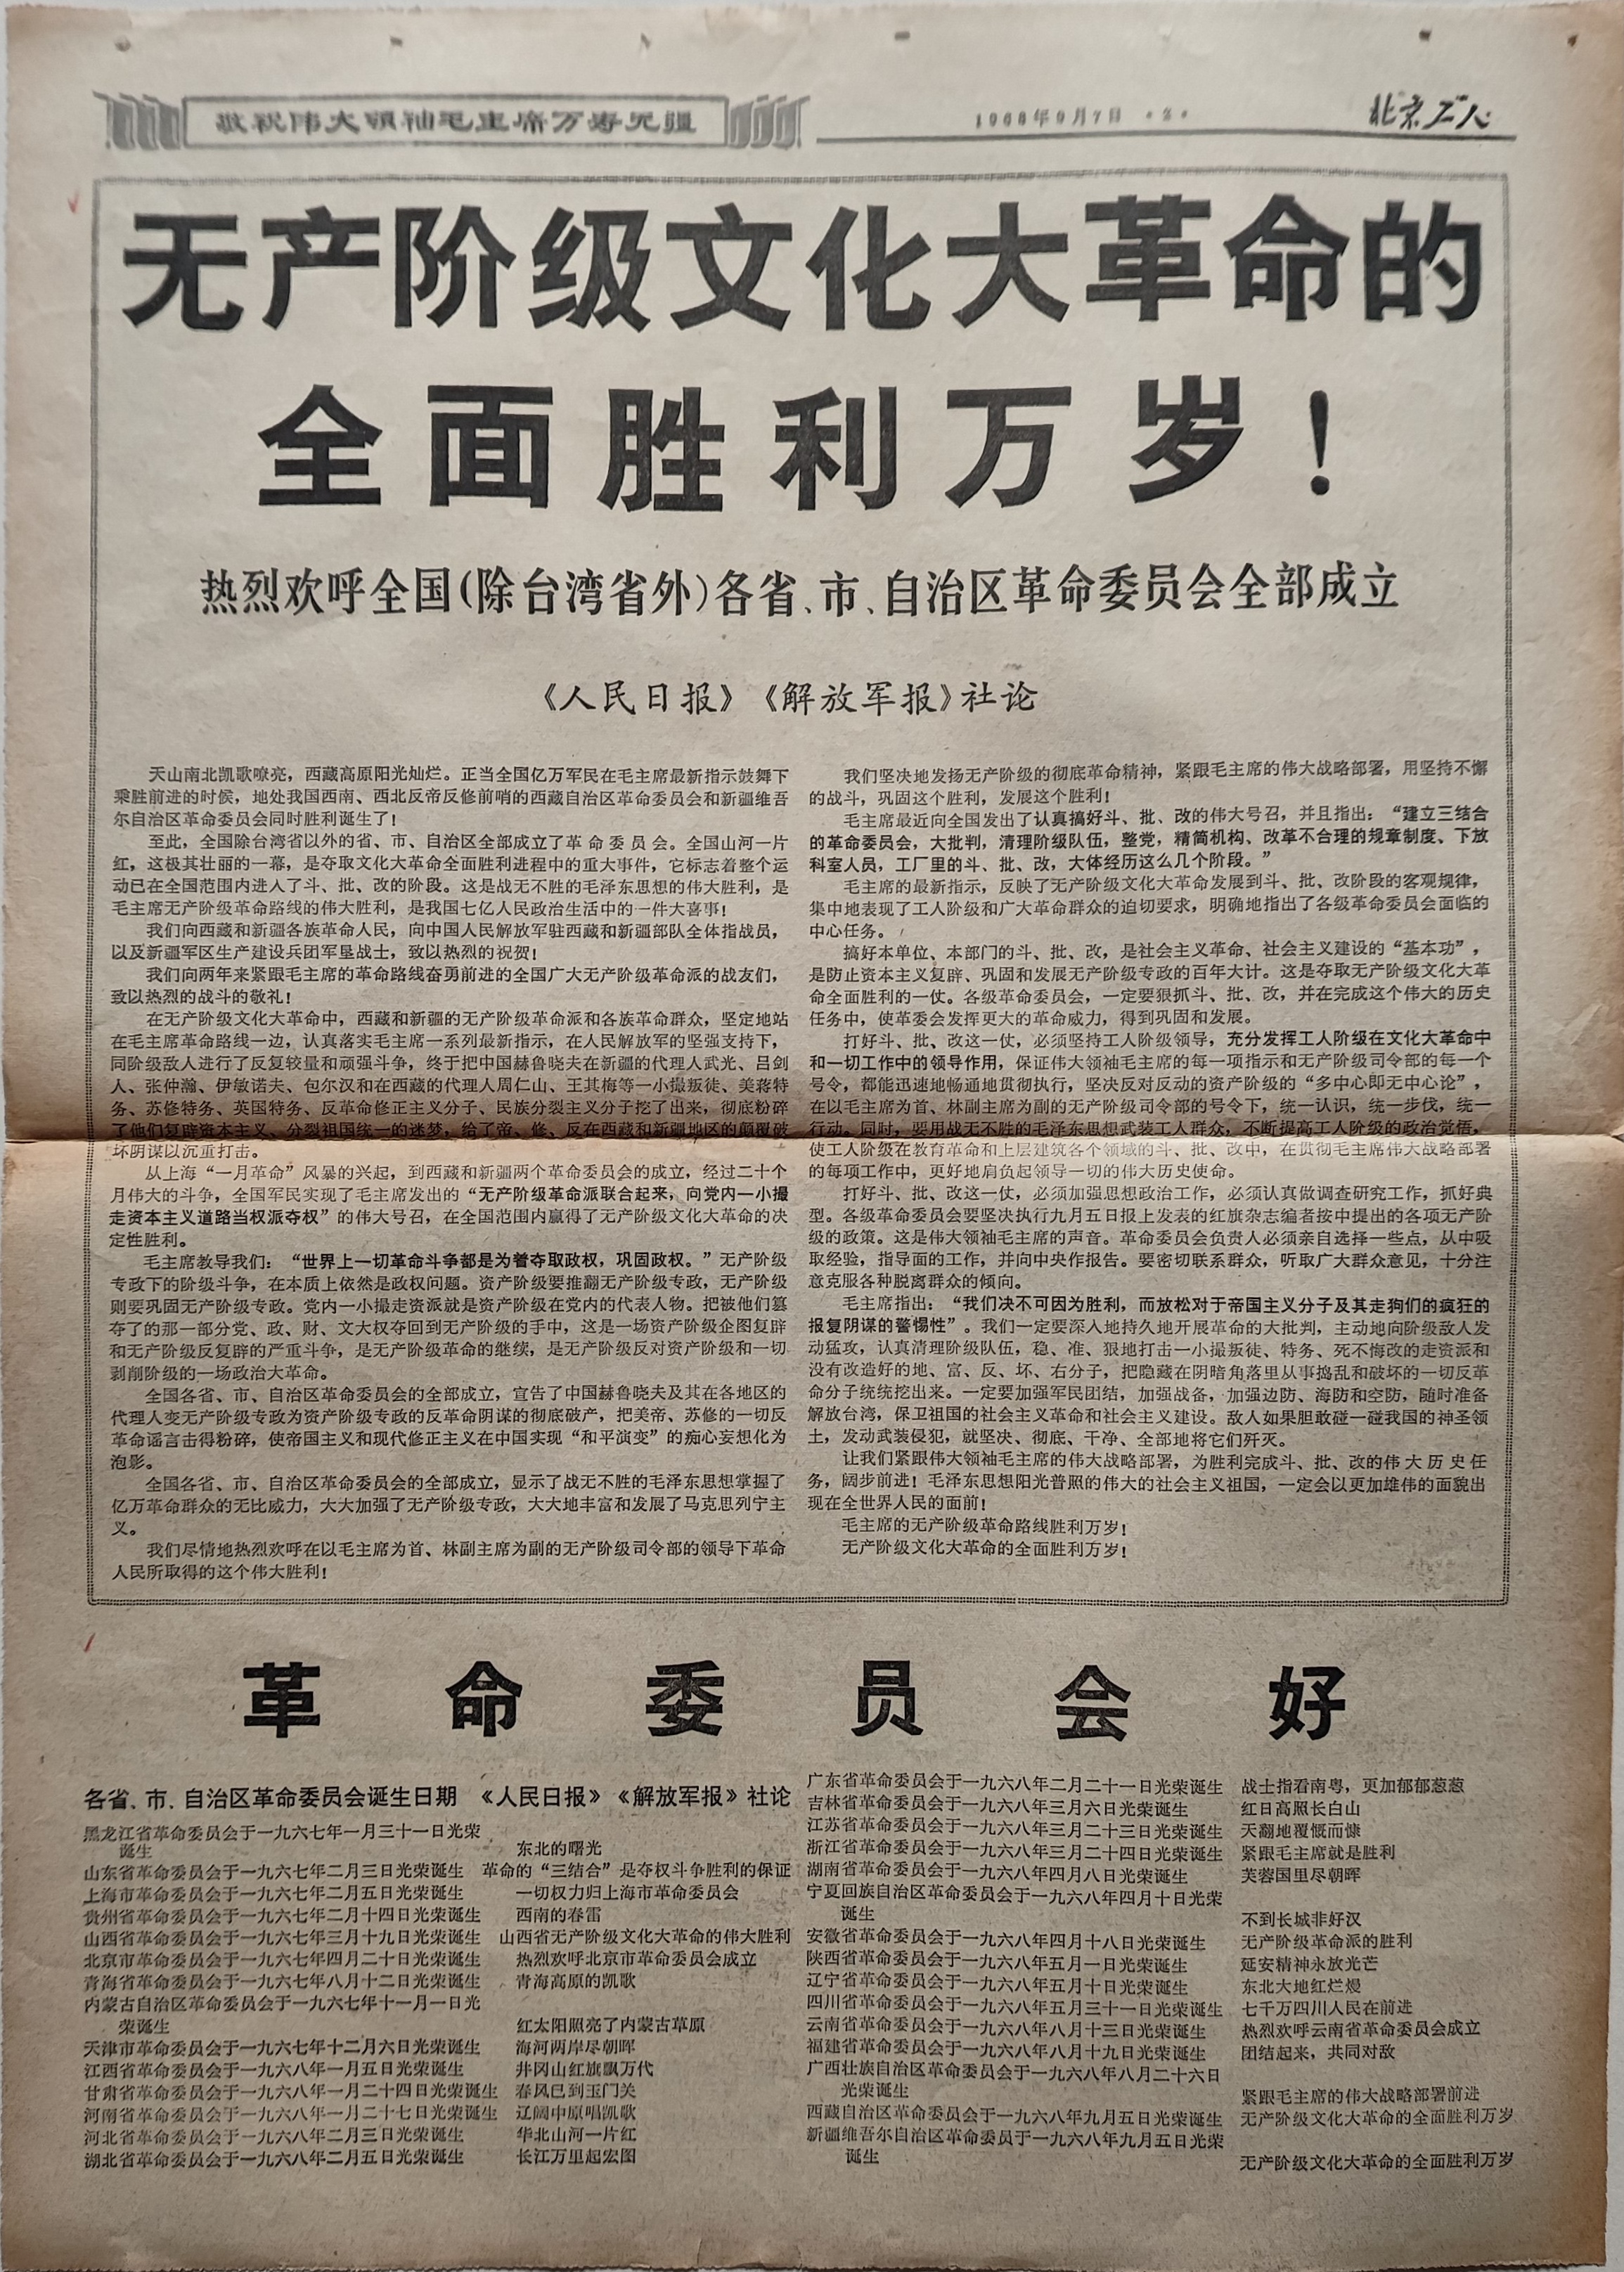 敬祝伟大领袖毛主席万寿无疆
1968年9月7日 ·2·
北京工人
无产阶级文化大革命的
全面胜利万岁！
热烈欢呼全国(除台湾省外)各省、市、自治区革命委员会全部成立
《人民日报》《解放军报》社论
天山南北凯歌嘹亮，西藏高原阳光灿烂。正当全国亿万军民在毛主席最新指示鼓舞下
乘胜前进的时候，地处我国西南、西北反帝反修前哨的西藏自治区革命委员会和新疆维吾
尔自治区革命委员会同时胜利诞生了！
至此，全国除台湾省以外的省、市、自治区全部成立了革命委员会。全国山河一片
红，这极其壮丽的一幕，是夺取文化大革命全面胜利进程中的重大事件，它标志着整个运
动已在全国范围内进入了斗、批、改的阶段。这是战无不胜的毛泽东思想的伟大胜利，是
毛主席无产阶级革命路线的伟大胜利，是我国七亿人民政治生活中的一件大喜事！
我们向西藏和新疆各族革命人民，向中国人民解放军驻西藏和新疆部队全体指战员，
以及新疆军区生产建设兵团军垦战士，致以热烈的祝贺！
我们向两年来紧跟毛主席的革命路线奋勇前进的全国广大无产阶级革命派的战友们，
致以热烈的战斗的敬礼！
在无产阶级文化大革命中，西藏和新疆的无产阶级革命派和各族革命群众，坚定地站
在毛主席革命路线一边，认真落实毛主席一系列最新指示，在人民解放军的坚强支持下，
同阶级敌人进行了反复较量和顽强斗争，终于把中国赫鲁晓夫在新疆的代理人武光、吕剑
人、张仲瀚、伊敏诺夫、包尔汉和在西藏的代理人周仁山、王其梅等一小撮叛徒、美蒋特
务、苏修特务、英国特务、反革命修正主义分子、民族分裂主义分子挖了出来，彻底粉碎
了他们复辟资本主义、分裂祖国统一的迷梦，给了帝、修、反在西藏和新疆地区的颠覆破
坏阴谋以沉重打击。
从上海“一月革命”风暴的兴起，到西藏和新疆两个革命委员会的成立，经过二十个
月伟大的斗争，全国军民实现了毛主席发出的“无产阶级革命派联合起来，向党内一小撮
走资本主义道路当权派夺权”的伟大号召，在全国范围内赢得了无产阶级文化大革命的决
定性胜利。
毛主席教导我们：“世界上一切革命斗争都是为着夺取政权，巩固政权。”无产阶级
专政下的阶级斗争，在本质上依然是政权问题。资产阶级要推翻无产阶级专政，无产阶级
则要巩固无产阶级专政。党内一小撮走资派就是资产阶级在党内的代表人物。把被他们篡
夺了的那一部分党、政、财、文大权夺回到无产阶级的手中，这是一场资产阶级企图复辟
和无产阶级反复辟的严重斗争，是无产阶级革命的继续，是无产阶级反对资产阶级和一切
剥削阶级的一场政治大革命。
全国各省、市、自治区革命委员会的全部成立，宣告了中国赫鲁晓夫及其在各地区的
代理人变无产阶级专政为资产阶级专政的反革命阴谋的彻底破产，把美帝、苏修的一切反
革命谣言击得粉碎，使帝国主义和现代修正主义在中国实现“和平演变”的痴心妄想化为
泡影。
全国各省、市、自治区革命委员会的全部成立，显示了战无不胜的毛泽东思想掌握了
亿万革命群众的无比威力，大大加强了无产阶级专政，大大地丰富和发展了马克思列宁主
义。
我们尽情地热烈欢呼在以毛主席为首、林副主席为副的无产阶级司令部的领导下革命
人民所取得的这个伟大胜利！
我们坚决地发扬无产阶级的彻底革命精神，紧跟毛主席的伟大战略部署，用坚持不懈
的战斗，巩固这个胜利，发展这个胜利！
毛主席最近向全国发出了认真搞好斗、批、改的伟大号召，并且指出：“建立三结合
的革命委员会，大批判，清理阶级队伍，整党，精简机构、改革不合理的规章制度、下放
科室人员，工厂里的斗、批、改，大体经历这么几个阶段。”
毛主席的最新指示，反映了无产阶级文化大革命发展到斗、批、改阶段的客观规律，
集中地表现了工人阶级和广大革命群众的迫切要求，明确地指出了各级革命委员会面临的
中心任务。
搞好本单位、本部门的斗、批、改，是社会主义革命、社会主义建设的“基本功”，
是防止资本主义复辟、巩固和发展无产阶级专政的百年大计。这是夺取无产阶级文化大革
命全面胜利的一仗。各级革命委员会，一定要狠抓斗、批、改，并在完成这个伟大的历史
任务中，使革委会发挥更大的革命威力，得到巩固和发展。
打好斗、批、改这一仗，必须坚持工人阶级领导，充分发挥工人阶级在文化大革命中
和一切工作中的领导作用，保证伟大领袖毛主席的每一项指示和无产阶级司令部的每一个
号令，都能迅速地畅通地贯彻执行，坚决反对反动的资产阶级的“多中心即无中心论”，
在以毛主席为首、林副主席为副的无产阶级司令部的号令下，统一认识，统一步伐，统一
行动。同时，要用战无不胜的毛泽东思想武装工人群众，不断提高工人阶级的政治觉悟，
使工人阶级在教育革命和上层建筑各个领域的斗、批、改中，在贯彻毛主席伟大战略部署
的每项工作中，更好地肩负起领导一切的伟大历史使命。
打好斗、批、改这一仗，必须加强思想政治工作，必须认真做调查研究工作，抓好典
型。各级革命委员会要坚决执行九月五日报上发表的红旗杂志编者按中提出的各项无产阶
级的政策。这是伟大领袖毛主席的声音。革命委员会负责人必须亲自选择一些点，从中吸
取经验，指导面的工作，并向中央作报告。要密切联系群众，听取广大群众意见，十分注
意克服各种脱离群众的倾向。
毛主席指出：“我们决不可因为胜利，而放松对于帝国主义分子及其走狗们的疯狂的
报复阴谋的警惕性”。我们一定要深入地持久地开展革命的大批判，主动地向阶级敌人发
动猛攻，认真清理阶级队伍，稳、准、狠地打击一小撮叛徒、特务、死不悔改的走资派和
没有改造好的地、富、反、坏、右分子，把隐藏在阴暗角落里从事捣乱和破坏的一切反革
命分子统统挖出来。一定要加强军民团结，加强战备，加强边防、海防和空防，随时准备
解放台湾，保卫祖国的社会主义革命和社会主义建设。敌人如果胆敢碰一碰我国的神圣领
土，发动武装侵犯，就坚决、彻底、干净、全部地将它们歼灭。
让我们紧跟伟大领袖毛主席的伟大战略部署，为胜利完成斗、批、改的伟大历史任
务，阔步前进！毛泽东思想阳光普照的伟大的社会主义祖国，一定会以更加雄伟的面貌出
现在全世界人民的面前！
毛主席的无产阶级革命路线胜利万岁！
无产阶级文化大革命的全面胜利万岁！
革命委员会好
各省、市、自治区革命委员会诞生日期 《人民日报》《解放军报》社论
黑龙江省革命委员会于一九六七年一月三十一日光荣
诞生 东北的曙光
山东省革命委员会于一九六七年二月三日光荣诞生 革命的“三结合”是夺权斗争胜利的保证
上海市革命委员会于一九六七年二月五日光荣诞生 一切权力归上海市革命委员会
贵州省革命委员会于一九六七年二月十四日光荣诞生 西南的春雷
山西省革命委员会于一九六七年三月十九日光荣诞生 山西省无产阶级文化大革命的伟大胜利
北京市革命委员会于一九六七年四月二十日光荣诞生 热烈欢呼北京市革命委员会成立
青海省革命委员会于一九六七年八月十二日光荣诞生 青海高原的凯歌
内蒙古自治区革命委员会于一九六七年十一月一日光
荣诞生 红太阳照亮了内蒙古草原
天津市革命委员会于一九六七年十二月六日光荣诞生 海河两岸尽朝晖
江西省革命委员会于一九六八年一月五日光荣诞生 井冈山红旗飘万代
甘肃省革命委员会于一九六八年一月二十四日光荣诞生 春风已到玉门关
河南省革命委员会于一九六八年一月二十七日光荣诞生 辽阔中原唱凯歌
河北省革命委员会于一九六八年二月三日光荣诞生 华北山河一片红
湖北省革命委员会于一九六八年二月五日光荣诞生 长江万里起宏图
广东省革命委员会于一九六八年二月二十一日光荣诞生 战士指看南粤，更加郁郁葱葱
吉林省革命委员会于一九六八年三月六日光荣诞生 红日高照长白山
江苏省革命委员会于一九六八年三月二十三日光荣诞生 天翻地覆慨而慷
浙江省革命委员会于一九六八年三月二十四日光荣诞生 紧跟毛主席就是胜利
湖南省革命委员会于一九六八年四月八日光荣诞生 芙蓉国里尽朝晖
宁夏回族自治区革命委员会于一九六八年四月十日光荣
诞生 不到长城非好汉
安徽省革命委员会于一九六八年四月十八日光荣诞生 无产阶级革命派的胜利
陕西省革命委员会于一九六八年五月一日光荣诞生 延安精神永放光芒
辽宁省革命委员会于一九六八年五月十日光荣诞生 东北大地红烂熳
四川省革命委员会于一九六八年五月三十一日光荣诞生 七千万四川人民在前进
云南省革命委员会于一九六八年八月十三日光荣诞生 热烈欢呼云南省革命委员会成立
福建省革命委员会于一九六八年八月十九日光荣诞生 团结起来，共同对敌
广西壮族自治区革命委员会于一九六八年八月二十六日
光荣诞生 紧跟毛主席的伟大战略部署前进
西藏自治区革命委员会于一九六八年九月五日光荣诞生 无产阶级文化大革命的全面胜利万岁
新疆维吾尔自治区革命委员会于一九六八年九月五日光荣
诞生 无产阶级文化大革命的全面胜利万岁